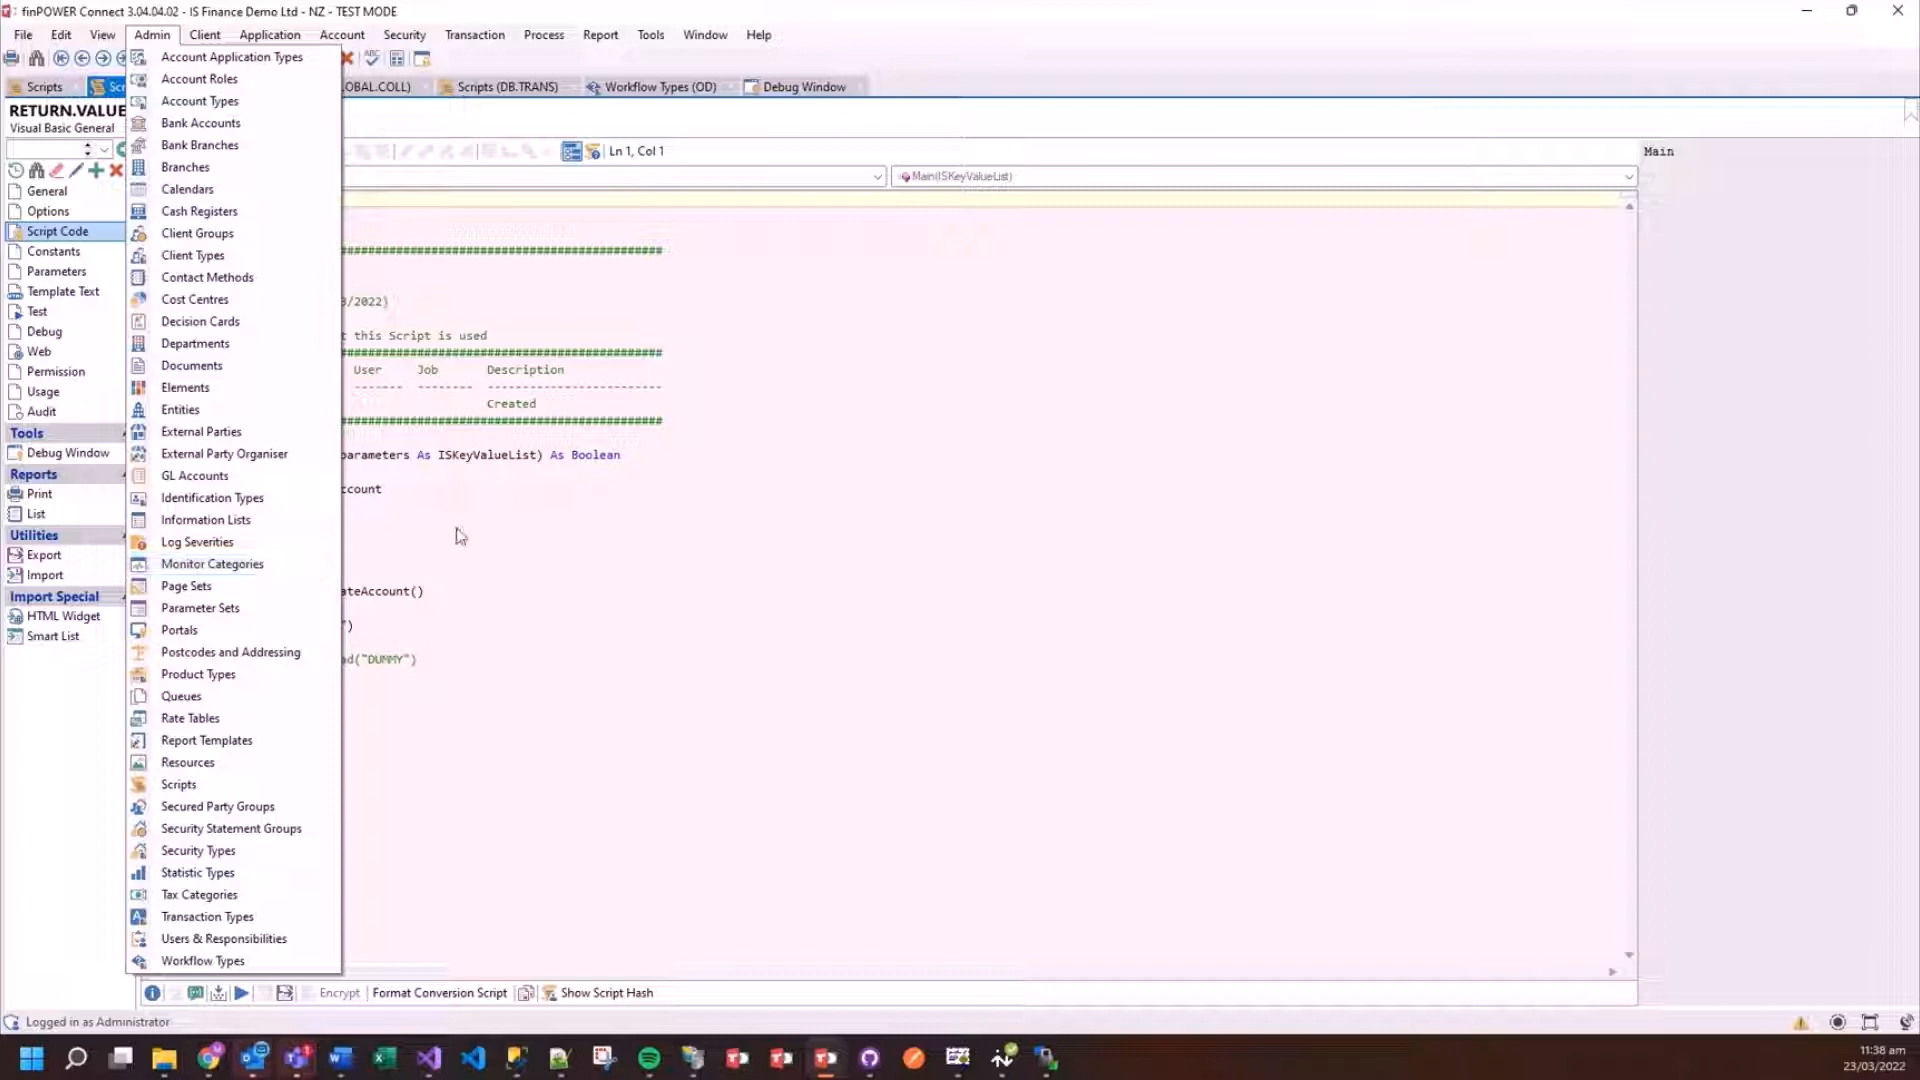 finPOWER Connect 3.04.04.02 - IS Finance Demo Ltd - NZ - TEST MODE
File Edit View Admin Client Application Account Security Transaction Process Report Tools Window Help
Scripts
.OBAL.COLL)
Scripts (DB.TRANS)
Workflow Types (OD)
Debug Window
RETURN.VALUE
Visual Basic General
Ln 1, Col 1
Main
Main(ISKeyValueList)
General
Options
Script Code
Constants
Parameters
Template Text
Test
Debug
Web
Permission
Usage
Audit
Tools
Debug Window
Reports
Print
List
Utilities
Export
Import
Import Special
HTML Widget
Smart List
Account Application Types
Account Roles
Account Types
Bank Accounts
Bank Branches
Branches
Calendars
Cash Registers
Client Groups
Client Types
Contact Methods
Cost Centres
Decision Cards
Departments
Documents
Elements
Entities
External Parties
External Party Organiser
GL Accounts
Identification Types
Information Lists
Log Severities
Monitor Categories
Page Sets
Parameter Sets
Portals
Postcodes and Addressing
Product Types
Queues
Rate Tables
Report Templates
Resources
Scripts
Secured Party Groups
Security Statement Groups
Security Types
Statistic Types
Tax Categories
Transaction Types
Users & Responsibilities
Workflow Types
3/2022)
t this Script is used
User Job Description
------- -------- -------------------------
Created
parameters As ISKeyValueList) As Boolean
ccount
ateAccount()
")
ad("DUMMY")
Encrypt
Format Conversion Script
Show Script Hash
Logged in as Administrator
11:38 am
23/03/2022